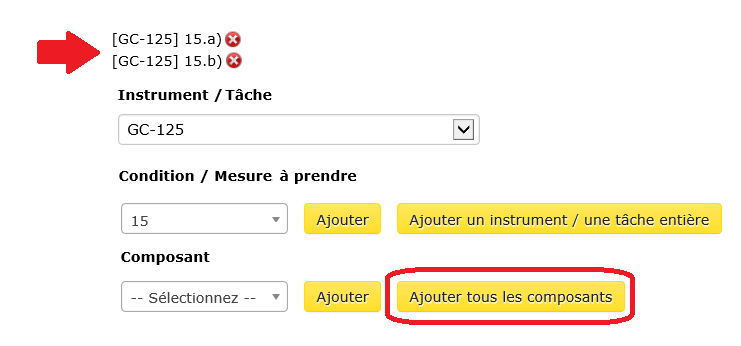 [GC-125] 15.a)
[GC-125] 15.b)
Instrument / Tâche
GC-125
Condition / Mesure à prendre
15 Ajouter Ajouter un instrument / une tâche entière
Composant
-- Sélectionnez -- Ajouter Ajouter tous les composants